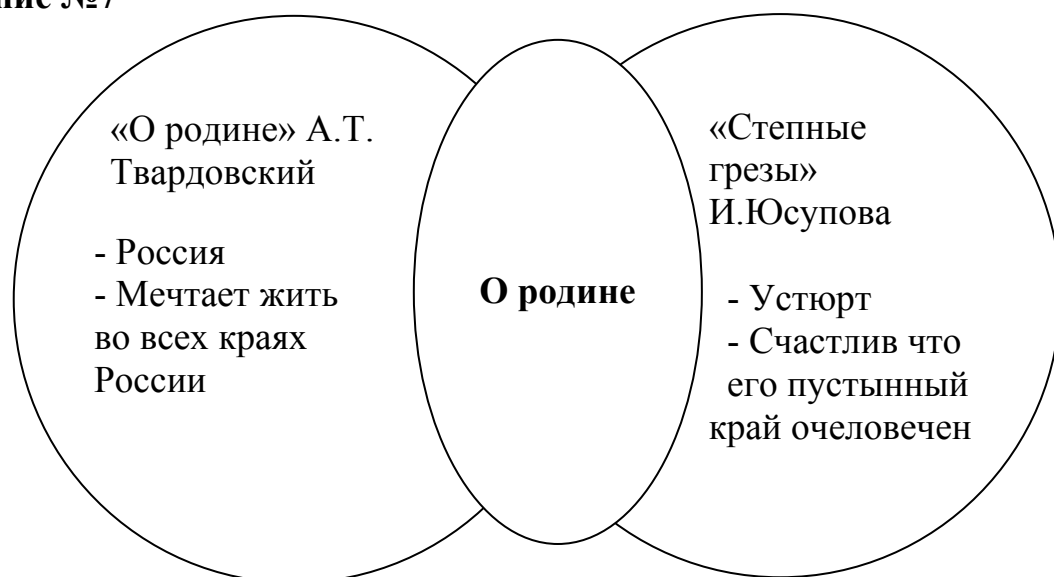 №7
«О родине» А.Т.
Твардовский
- Россия
- Мечтает жить
во всех краях
России
О родине
«Степные
грезы»
И.Юсупова
- Устюрт
- Счастлив что
его пустынный
край очеловечен